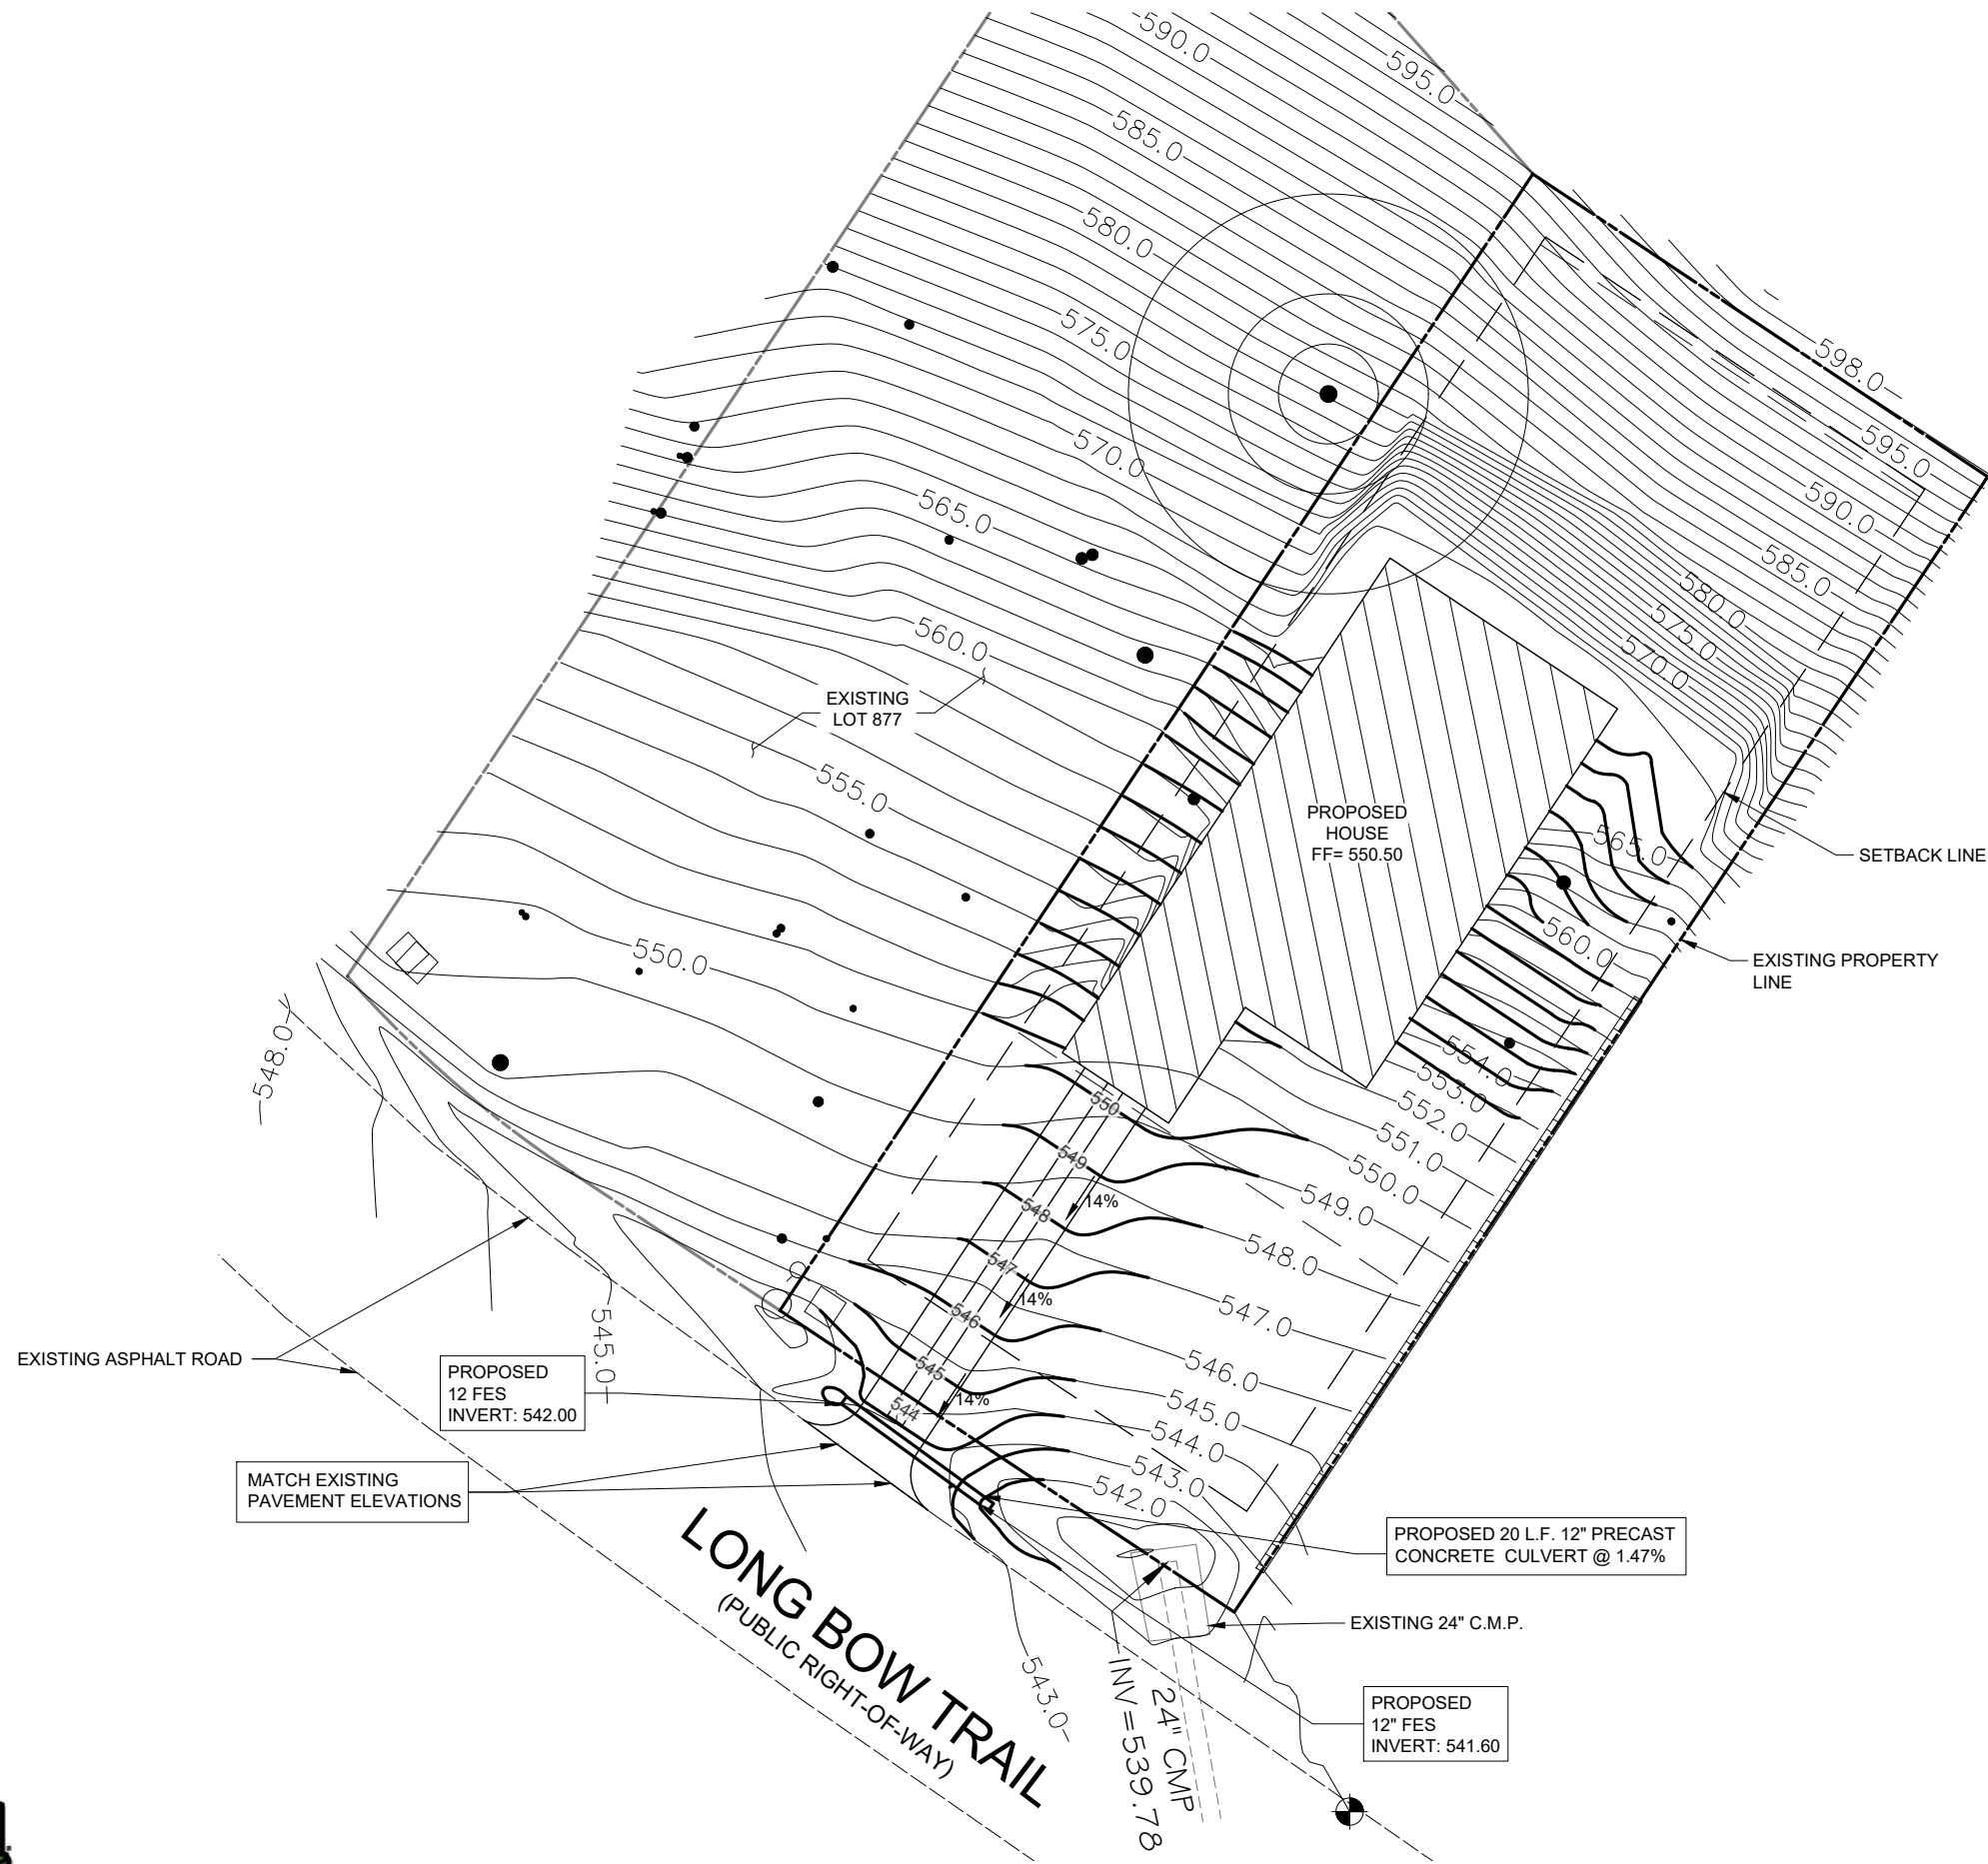 590.0
595.0
585.0
580.0
575.0
570.0
565.0
560.0
555.0
550.0
598.0
595.0
590.0
585.0
580.0
575.0
570.0
565.0
560.0
554.0
553.0
552.0
551.0
550.0
549.0
548.0
547.0
546.0
545.0
544.0
543.0
542.0
EXISTING
LOT 877
PROPOSED
HOUSE
FF= 550.50
SETBACK LINE
EXISTING PROPERTY
LINE
548.0
545.0
543.0
550
549
548
547
546
545
544
14%
14%
14%
EXISTING ASPHALT ROAD
PROPOSED
12 FES
INVERT: 542.00
MATCH EXISTING
PAVEMENT ELEVATIONS
LONG BOW TRAIL
(PUBLIC RIGHT-OF-WAY)
PROPOSED 20 L.F. 12" PRECAST
CONCRETE CULVERT @ 1.47%
EXISTING 24" C.M.P.
24" CMP
INV=539.78
PROPOSED
12" FES
INVERT: 541.60